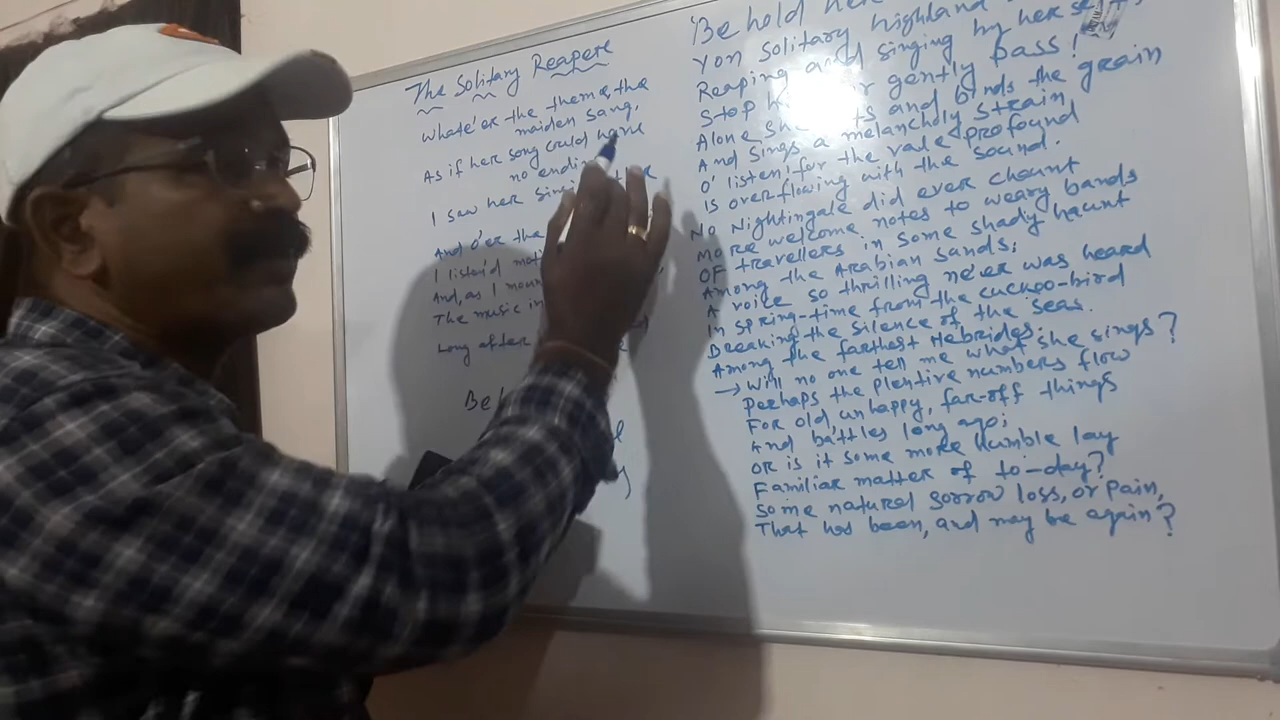 The Solitary Reaper
Whate'er the theme, the
maiden sang,
As if her song could have
no endin
I saw her sin
And o'er the
I listen'd mot
And, as I moun
The music in
Long after
Be
Behold her
Yon solitary highland
Reaping and singing by herself,
Stop her gently pass!
Alone she ts and binds the grain
And sings a melancholy strain
O' listen! for the vale profound
Is overflowing with the sound.
No Nightingale did ever chaunt
More welcome notes to weary bands
OF travellers in some shady haunt
Among the Arabian sands;
A voice so thrilling ne'er was heard
In spring-time from the cuckoo-bird
Breaking the silence of the seas.
Among the farthest Hebrides.
→ Will no one tell me what she sings?
Perhaps the plentive numbers flow
For old, unhappy, far-off things
And battles long ago;
OR is it some more humble lay
Familiar matter of to-day?
Some natural sorrow loss, or pain,
That has been, and may be again?